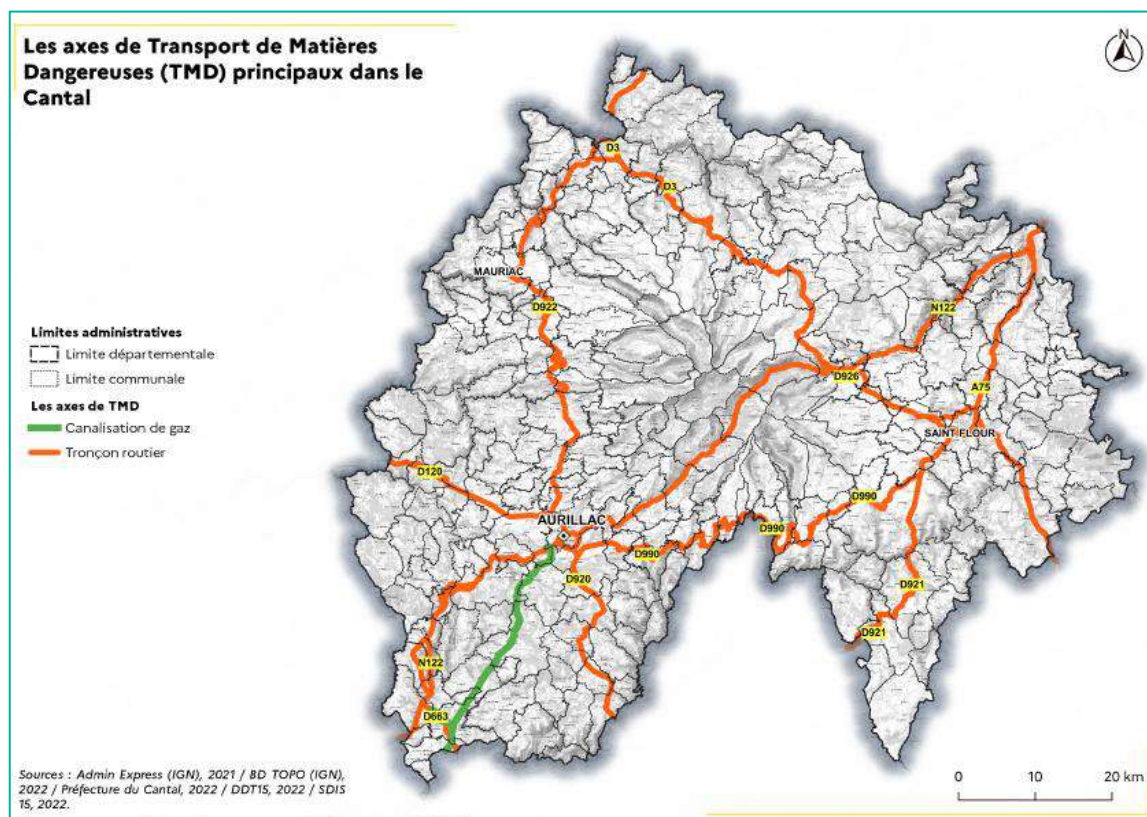 Les axes de Transport de Matières
Dangereuses (TMD) principaux dans le
Cantal
N
D3
D3
MAURIAC
D922
N122
D926
A75
SAINT FLOUR
Limites administratives
Limite départementale
Limite communale
Les axes de TMD
Canalisation de gaz
Tronçon routier
D120
D990
AURILLAC
D990
D990
D920
D921
D921
N122
D663
Sources : Admin Express (IGN), 2021 / BD TOPO (IGN),
2022 / Préfecture du Cantal, 2022 / DDT15, 2022 / SDIS
15, 2022.
0 10 20 km